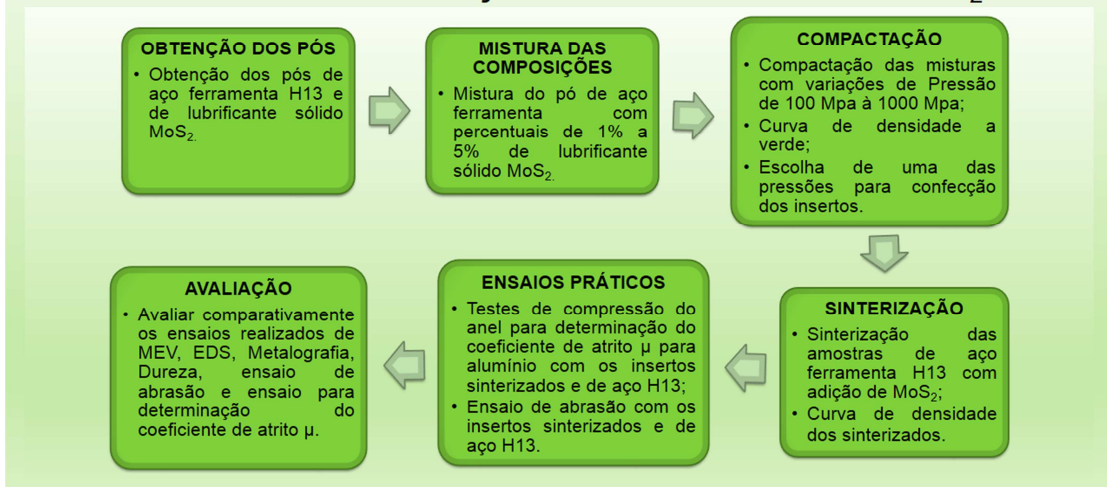 OBTENÇÃO DOS PÓS
• Obtenção dos pós de
aço ferramenta H13 e
de lubrificante sólido
MoS₂.
MISTURA DAS
COMPOSIÇÕES
• Mistura do pó de aço
ferramenta com
percentuais de 1% a
5% de lubrificante
sólido MoS₂.
COMPACTAÇÃO
• Compactação das misturas
com variações de Pressão
de 100 Mpa à 1000 Mpa;
• Curva de densidade a
verde;
• Escolha de uma das
pressões para confecção
dos insertos.
SINTERIZAÇÃO
• Sinterização das
amostras de aço
ferramenta H13 com
adição de MoS₂;
• Curva de densidade
dos sinterizados.
ENSAIOS PRÁTICOS
• Testes de compressão do
anel para determinação do
coeficiente de atrito µ para
alumínio com os insertos
sinterizados e de aço H13;
• Ensaio de abrasão com os
insertos sinterizados e de
aço H13.
AVALIAÇÃO
• Avaliar comparativamente
os ensaios realizados de
MEV, EDS, Metalografia,
Dureza, ensaio de
abrasão e ensaio para
determinação do
coeficiente de atrito µ.